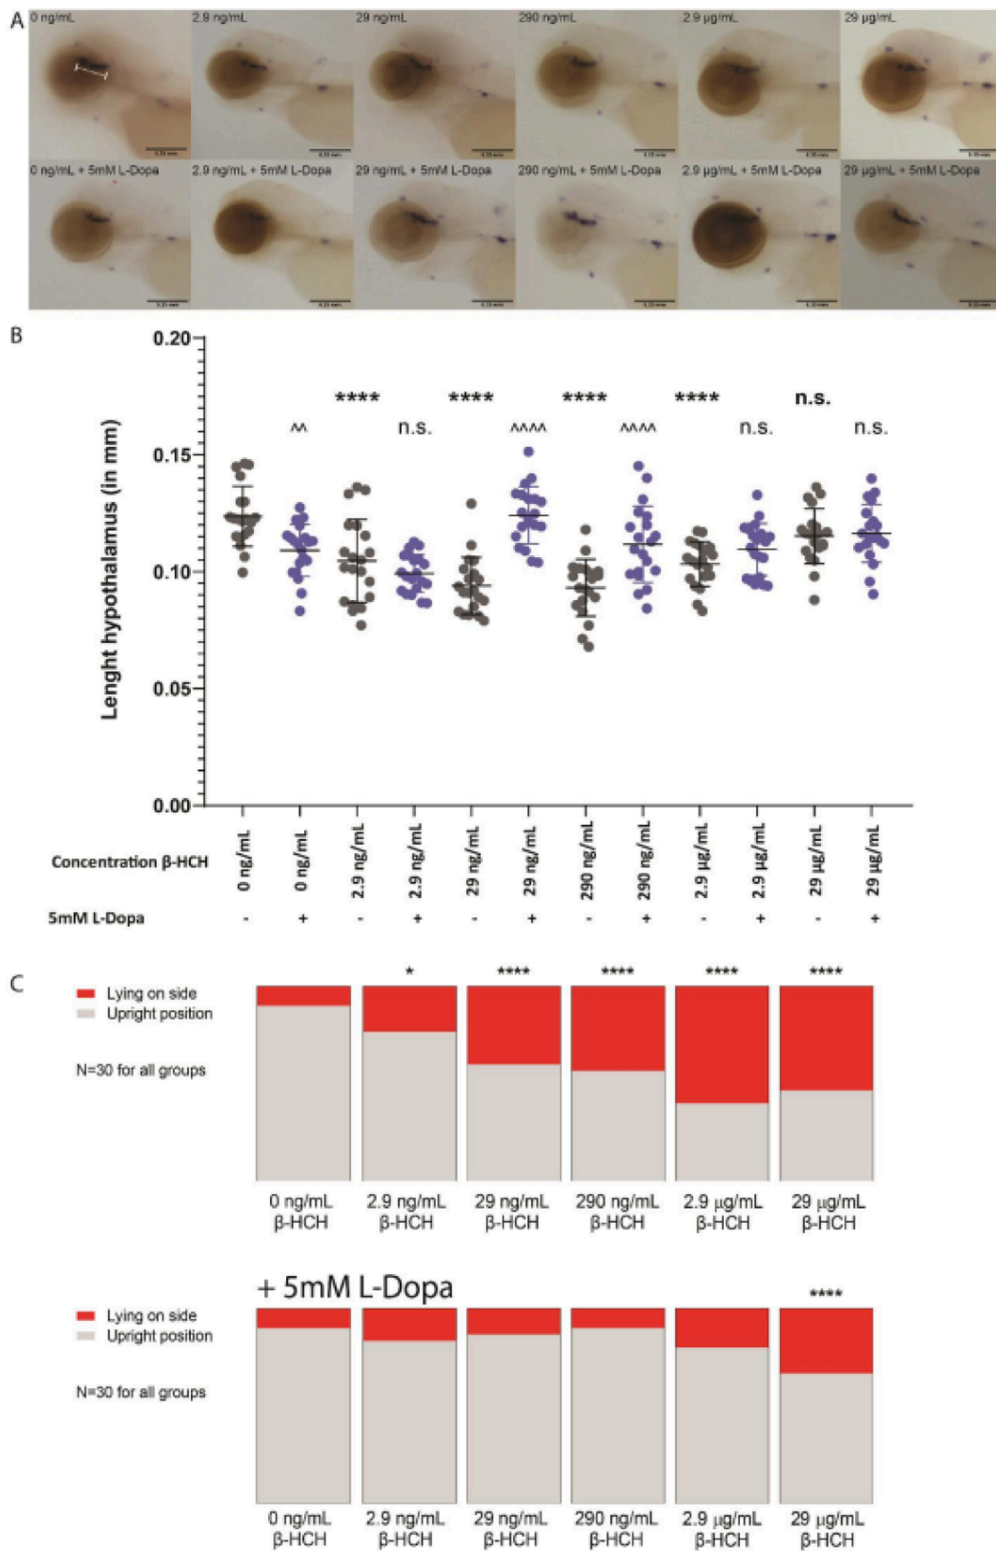 A
0 ng/mL
2.9 ng/mL
29 ng/mL
290 ng/mL
2.9 µg/mL
29 µg/mL
0 ng/mL + 5mM L-Dopa
2.9 ng/mL + 5mM L-Dopa
29 ng/mL + 5mM L-Dopa
290 ng/mL + 5mM L-Dopa
2.9 µg/mL + 5mM L-Dopa
29 µg/mL + 5mM L-Dopa
B
Lenght hypothalamus (in mm)
0.20
0.15
0.10
0.05
0.00
**** **** **** **** n.s.
^^ n.s. ^^^^ ^^^^ n.s. n.s.
Concentration β-HCH
0 ng/mL
0 ng/mL
2.9 ng/mL
2.9 ng/mL
29 ng/mL
29 ng/mL
290 ng/mL
290 ng/mL
2.9 µg/mL
2.9 µg/mL
29 µg/mL
29 µg/mL
5mM L-Dopa - + - + - + - + - + - +
C
* **** **** **** ****
Lying on side
Upright position
N=30 for all groups
0 ng/mL
β-HCH
2.9 ng/mL
β-HCH
29 ng/mL
β-HCH
290 ng/mL
β-HCH
2.9 µg/mL
β-HCH
29 µg/mL
β-HCH
+ 5mM L-Dopa
****
Lying on side
Upright position
N=30 for all groups
0 ng/mL
β-HCH
2.9 ng/mL
β-HCH
29 ng/mL
β-HCH
290 ng/mL
β-HCH
2.9 µg/mL
β-HCH
29 µg/mL
β-HCH